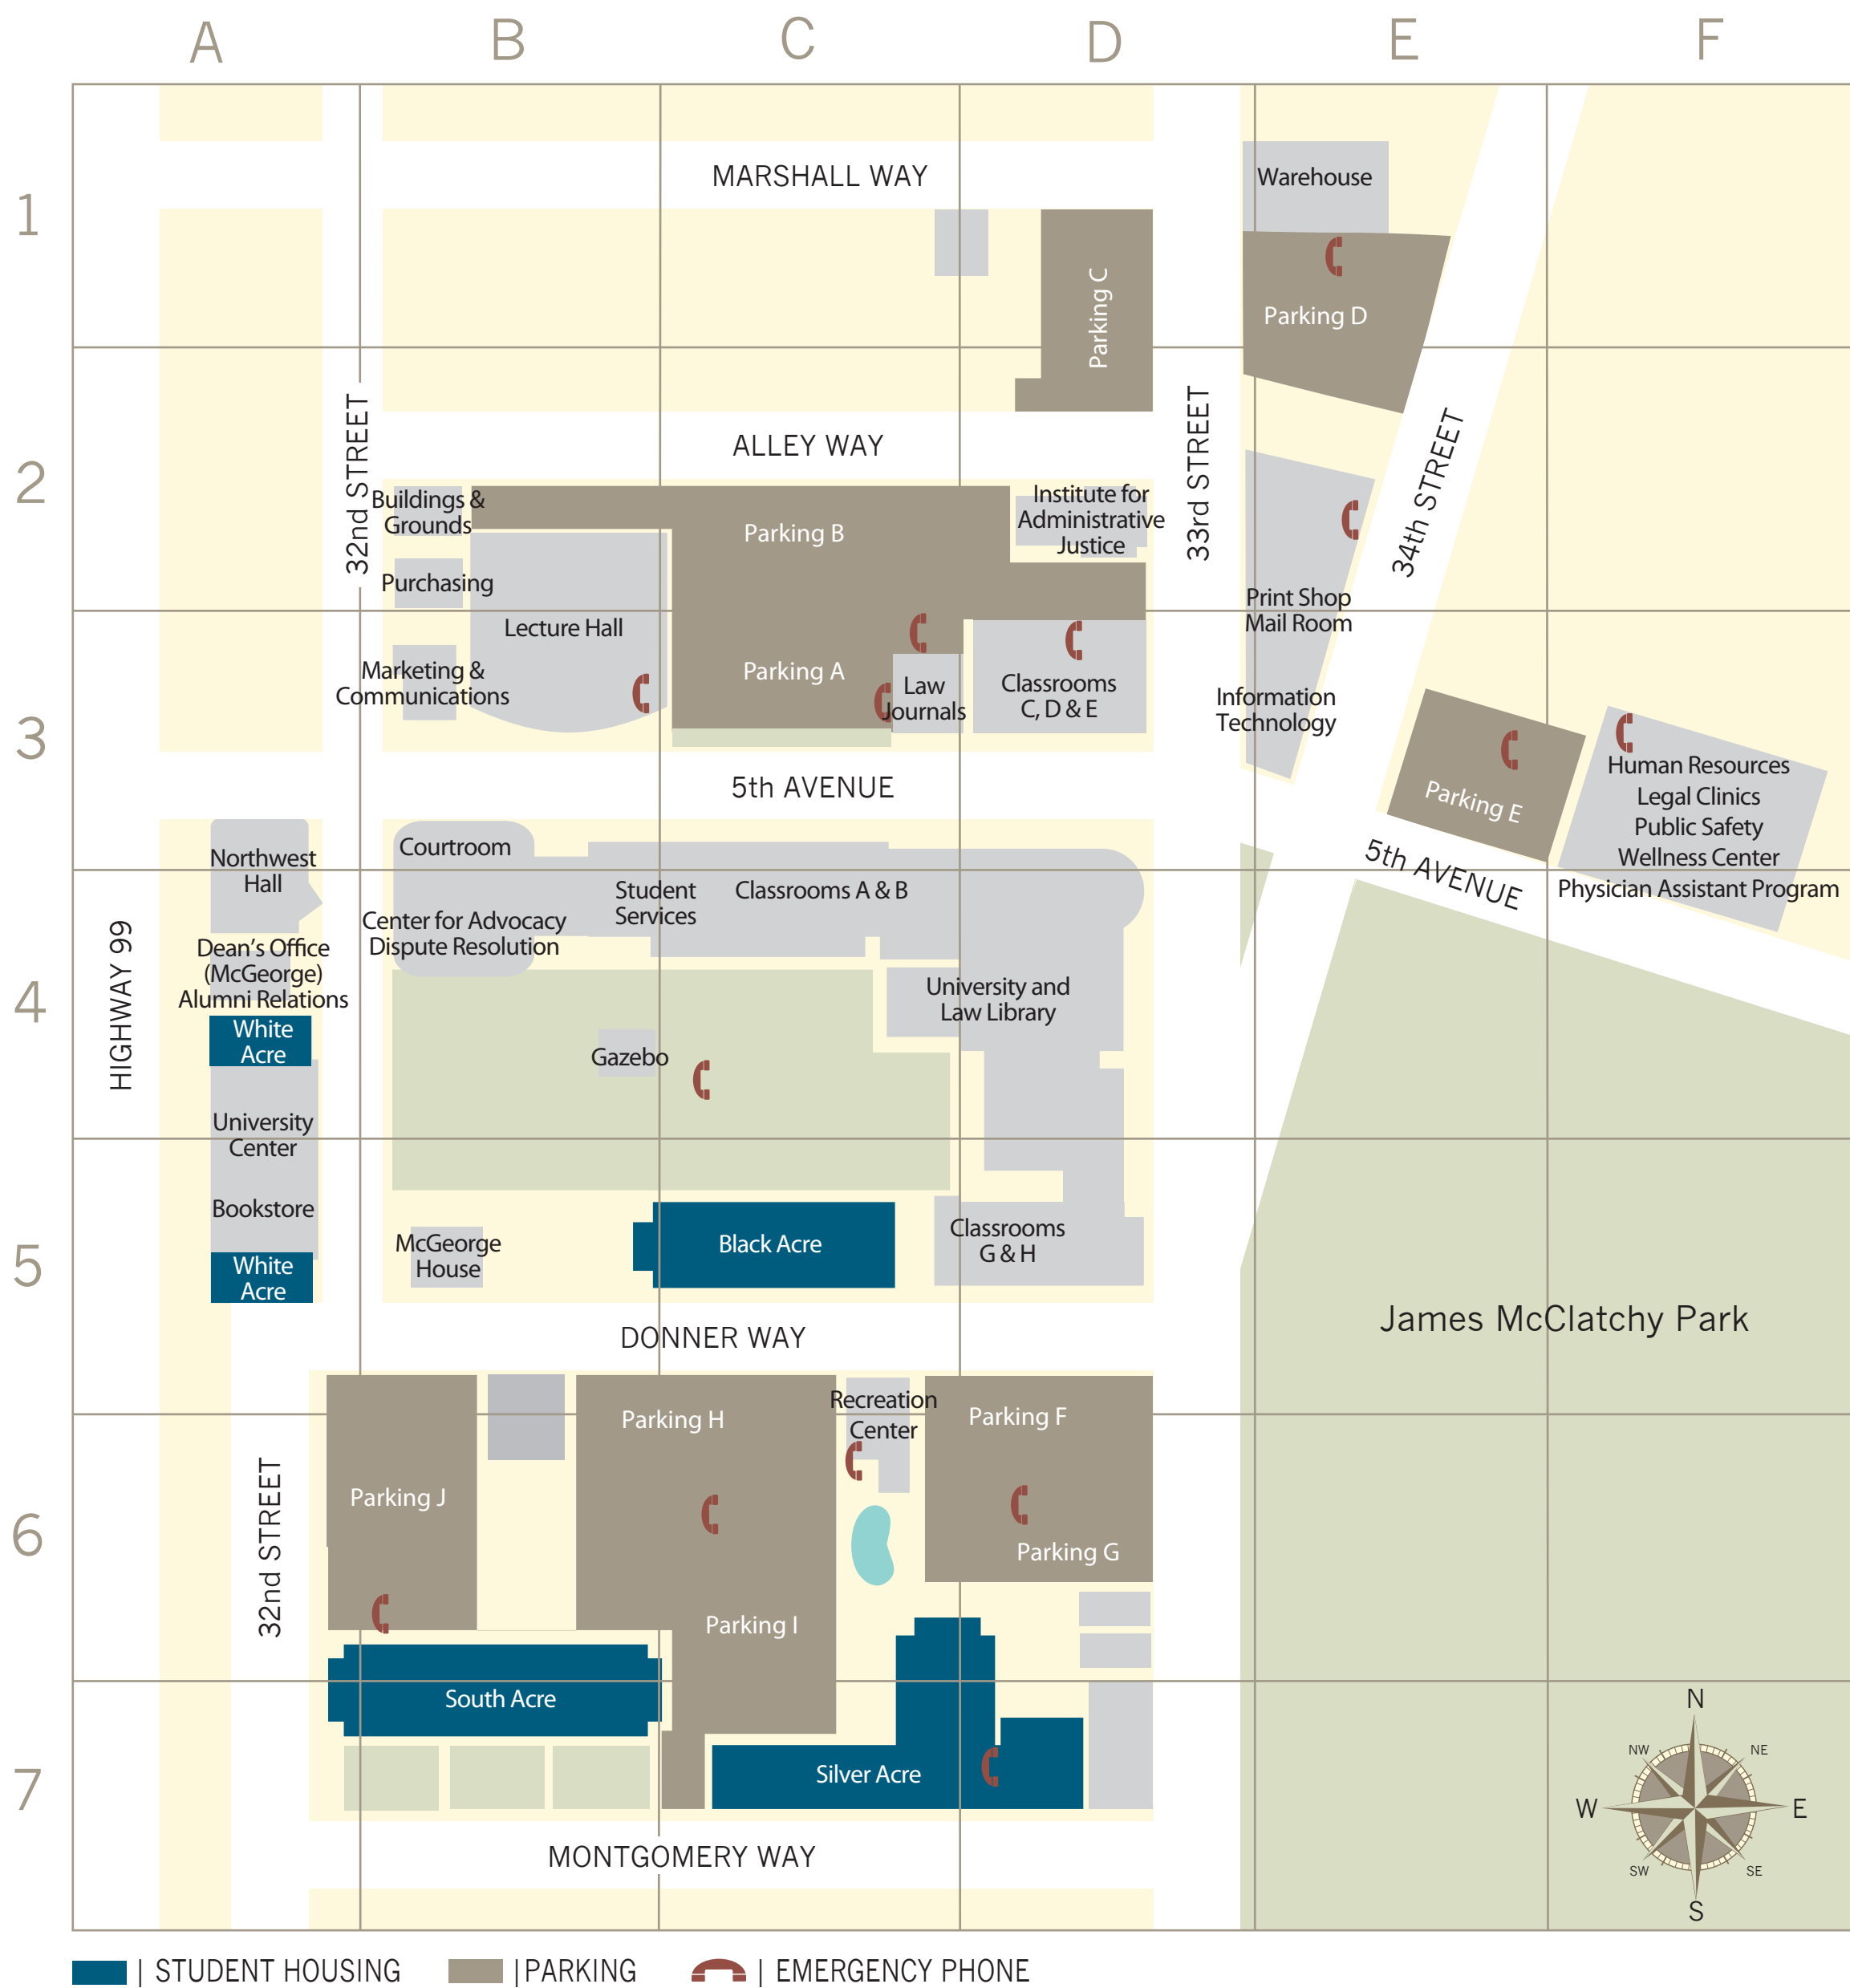 A
B
C
D
E
F
1
2
3
4
5
6
7
MARSHALL WAY
Warehouse
Parking C
Parking D
32nd STREET
ALLEY WAY
33rd STREET
34th STREET
Buildings &
Grounds
Parking B
Institute for
Administrative
Justice
Purchasing
Print Shop
Mail Room
Lecture Hall
Marketing &
Communications
Parking A
Law
Journals
Classrooms
C, D & E
Information
Technology
Parking E
Human Resources
Legal Clinics
Public Safety
Wellness Center
Physician Assistant Program
5th AVENUE
5th AVENUE
Northwest
Hall
Courtroom
Student
Services
Classrooms A & B
Center for Advocacy
Dispute Resolution
HIGHWAY 99
Dean's Office
(McGeorge)
Alumni Relations
White
Acre
University and
Law Library
Gazebo
University
Center
Bookstore
White
Acre
McGeorge
House
Black Acre
Classrooms
G & H
James McClatchy Park
DONNER WAY
Recreation
Center
Parking H
Parking F
32nd STREET
Parking J
Parking G
Parking I
South Acre
Silver Acre
MONTGOMERY WAY
N
NW
NE
W
E
SW
SE
S
| STUDENT HOUSING
| PARKING
| EMERGENCY PHONE